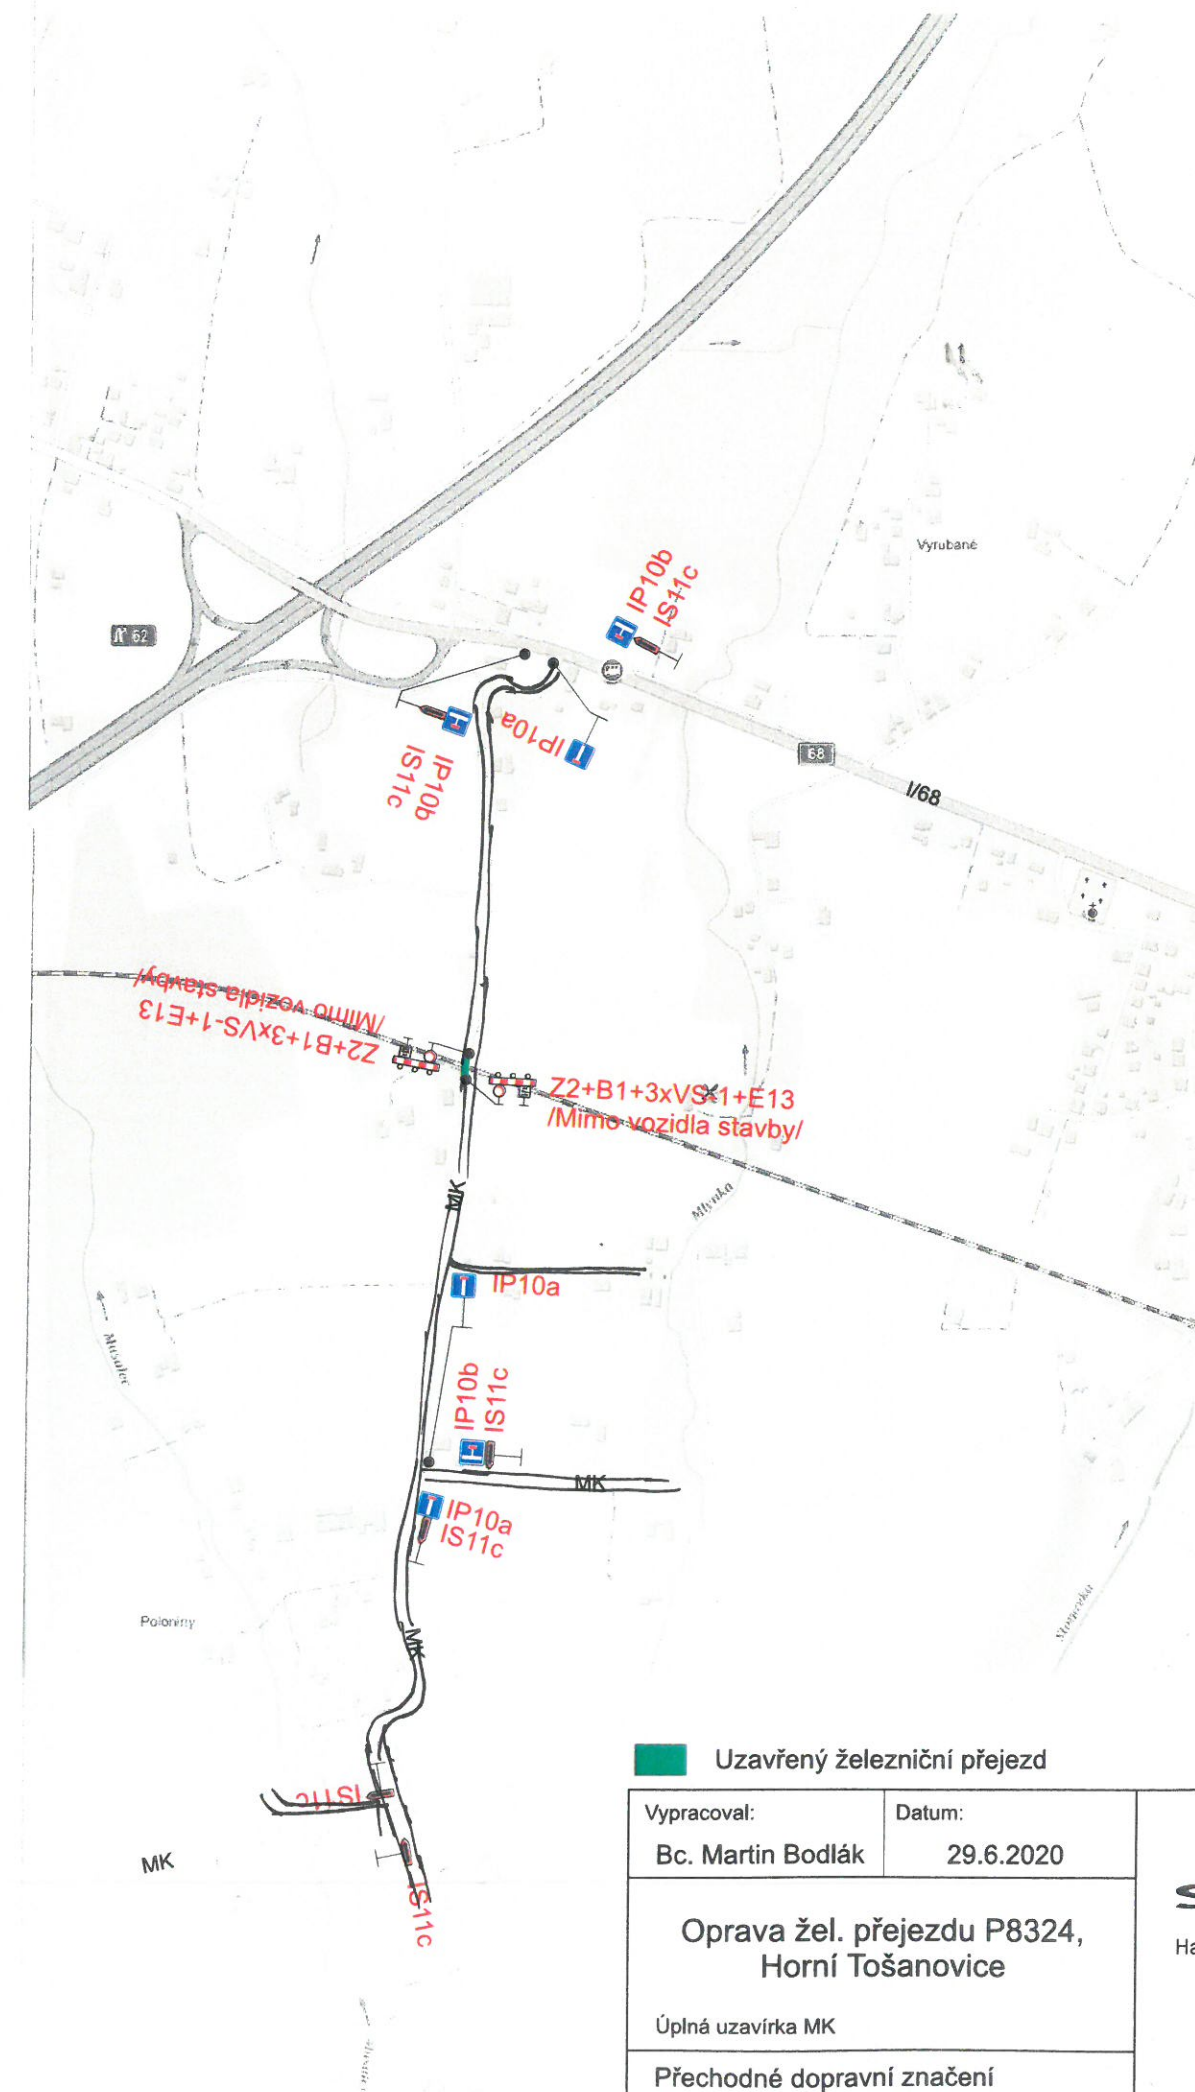 Vyrubané
62
IP10b
IS11c
IP10a
IP10b
IS11c
68
I/68
/Mimo vozidla stavby/
Z2+B1+3xVS-1+E13
Z2+B1+3xVS-1+E13
/Mimo vozidla stavby/
MK
Mlýnka
IP10a
IP10b
IS11c
MK
IP10a
IS11c
Poloniny
MK
IS11c
MK
IS11c
Uzavřený železniční přejezd
Vypracoval:
Datum:
Bc. Martin Bodlák
29.6.2020
Oprava žel. přejezdu P8324,
Horní Tošanovice
Úplná uzavírka MK
Přechodné dopravní značení